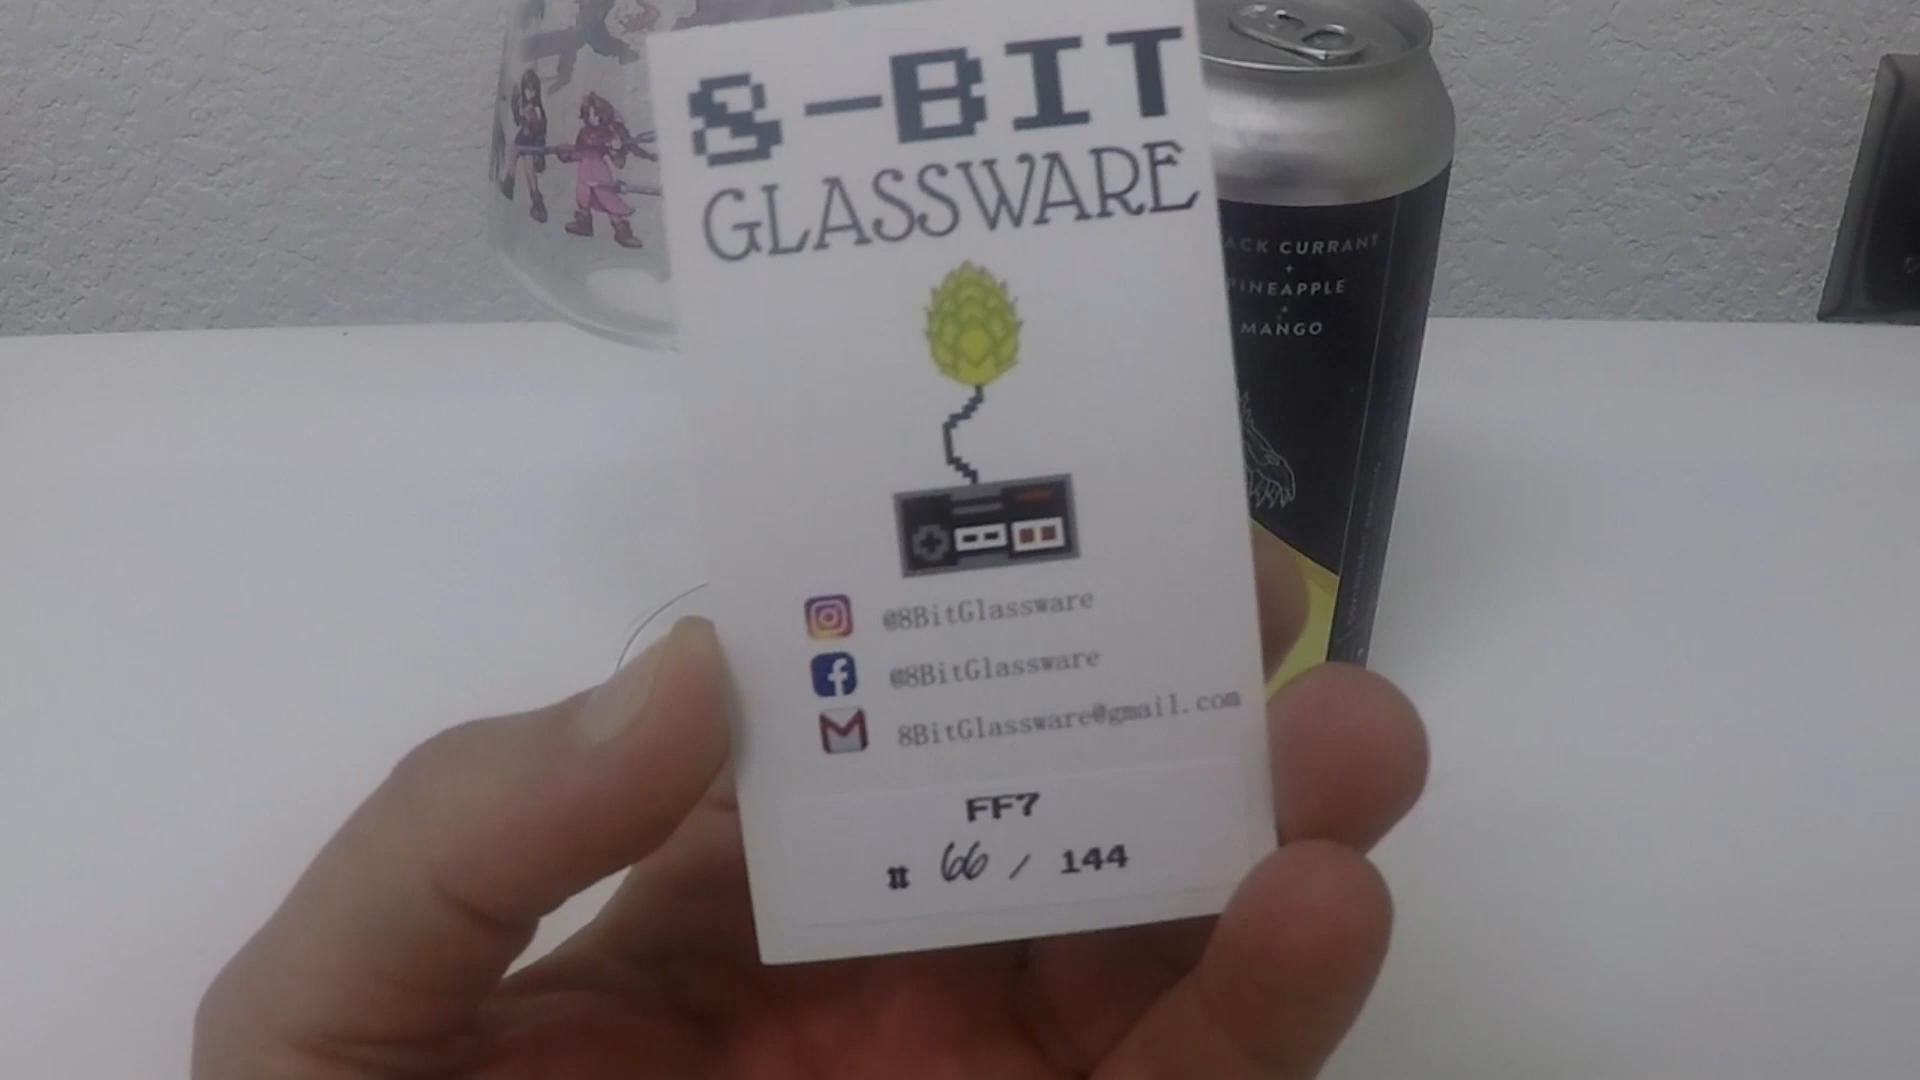 8-BIT
GLASSWARE
@8BitGlassware
@8BitGlassware
8BitGlassware@gmail.com
FF7
# 66 / 144
ACK CURRANT
+
PINEAPPLE
+
MANGO